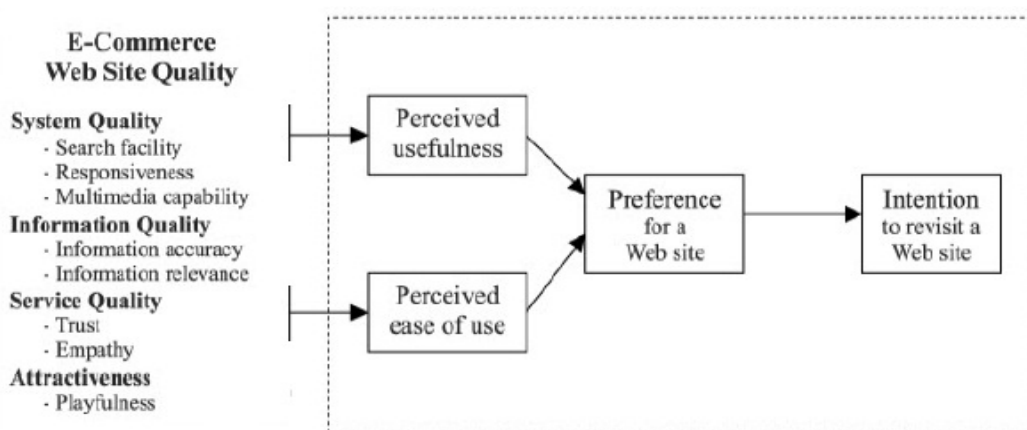 E-Commerce
Web Site Quality
System Quality
- Search facility
- Responsiveness
- Multimedia capability
Information Quality
- Information accuracy
- Information relevance
Service Quality
- Trust
- Empathy
Attractiveness
- Playfulness
Perceived
usefulness
Perceived
ease of use
Preference
for a
Web site
Intention
to revisit a
Web site